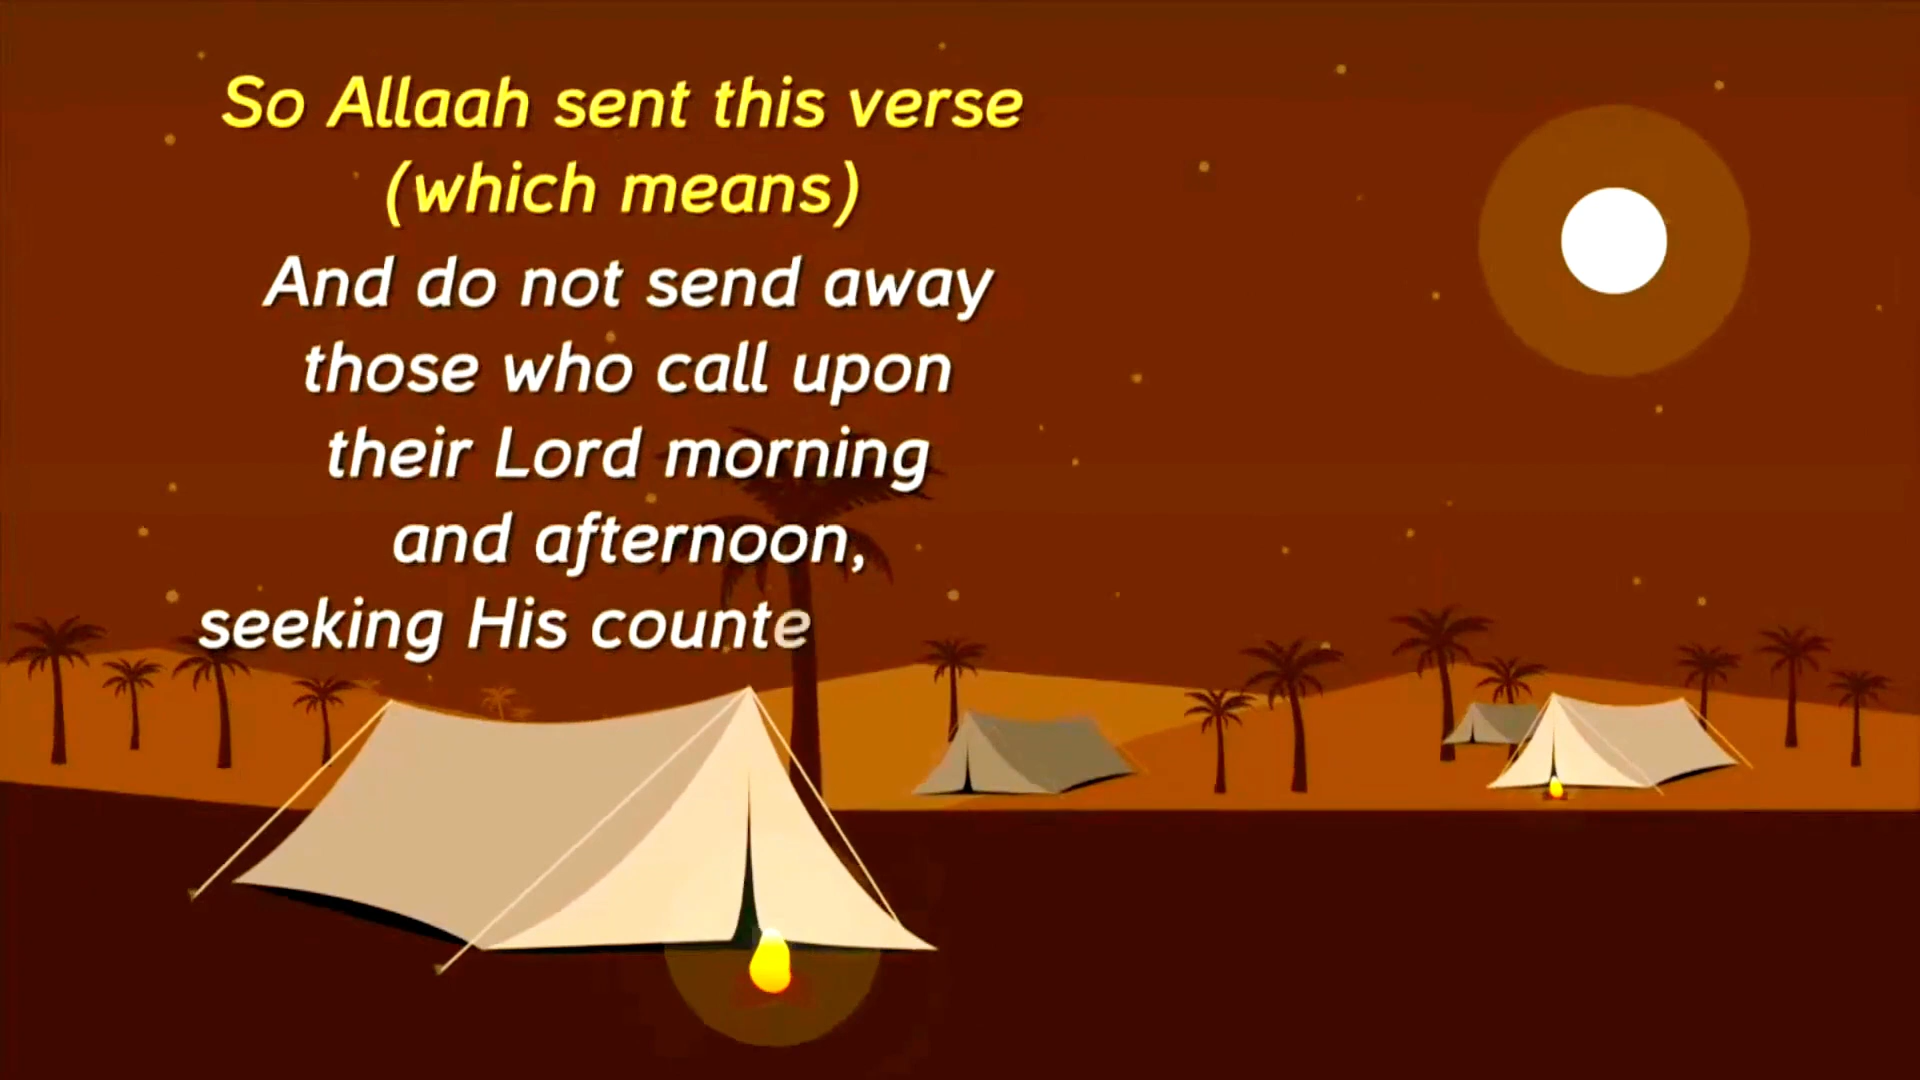 So Allaah sent this verse
(which means)
And do not send away
those who call upon
their Lord morning
and afternoon,
seeking His counte